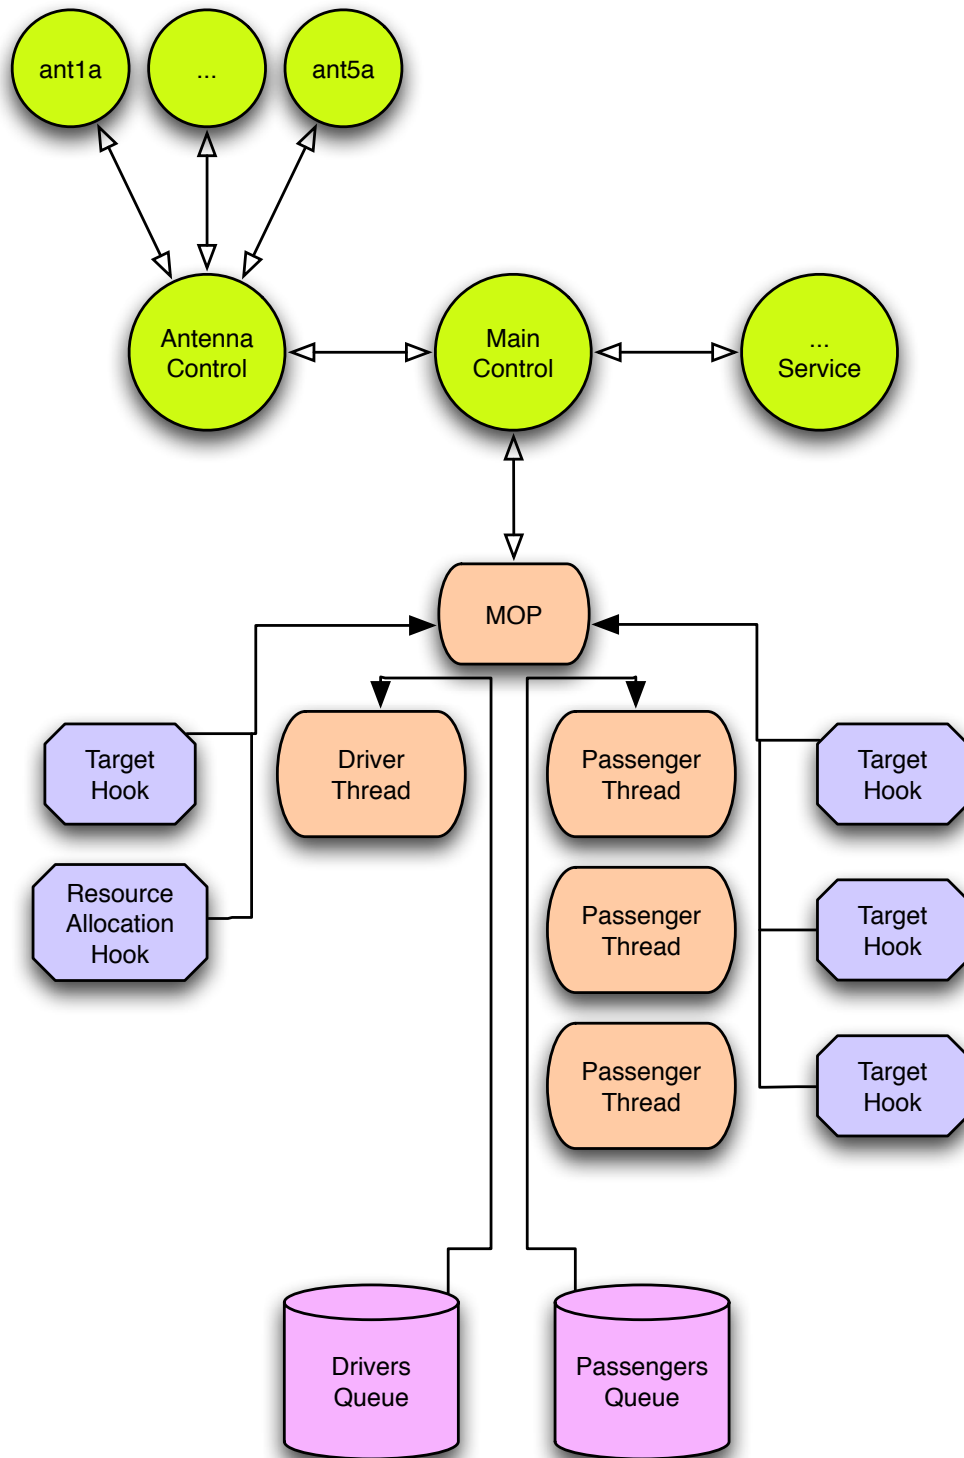 ant1a
...
ant5a
Antenna
Control
Main
Control
...
Service
MOP
Target
Hook
Driver
Thread
Passenger
Thread
Target
Hook
Resource
Allocation
Hook
Passenger
Thread
Target
Hook
Passenger
Thread
Target
Hook
Drivers
Queue
Passengers
Queue